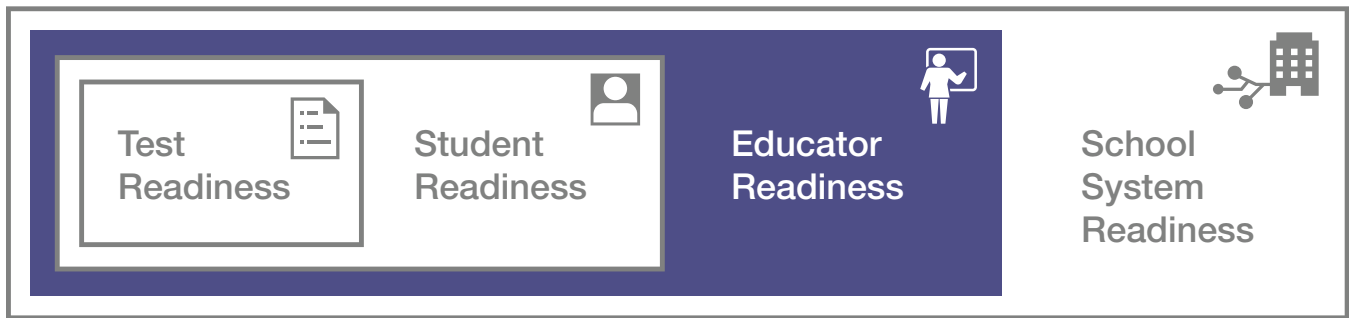 Test
Readiness
Student
Readiness
Educator
Readiness
School
System
Readiness